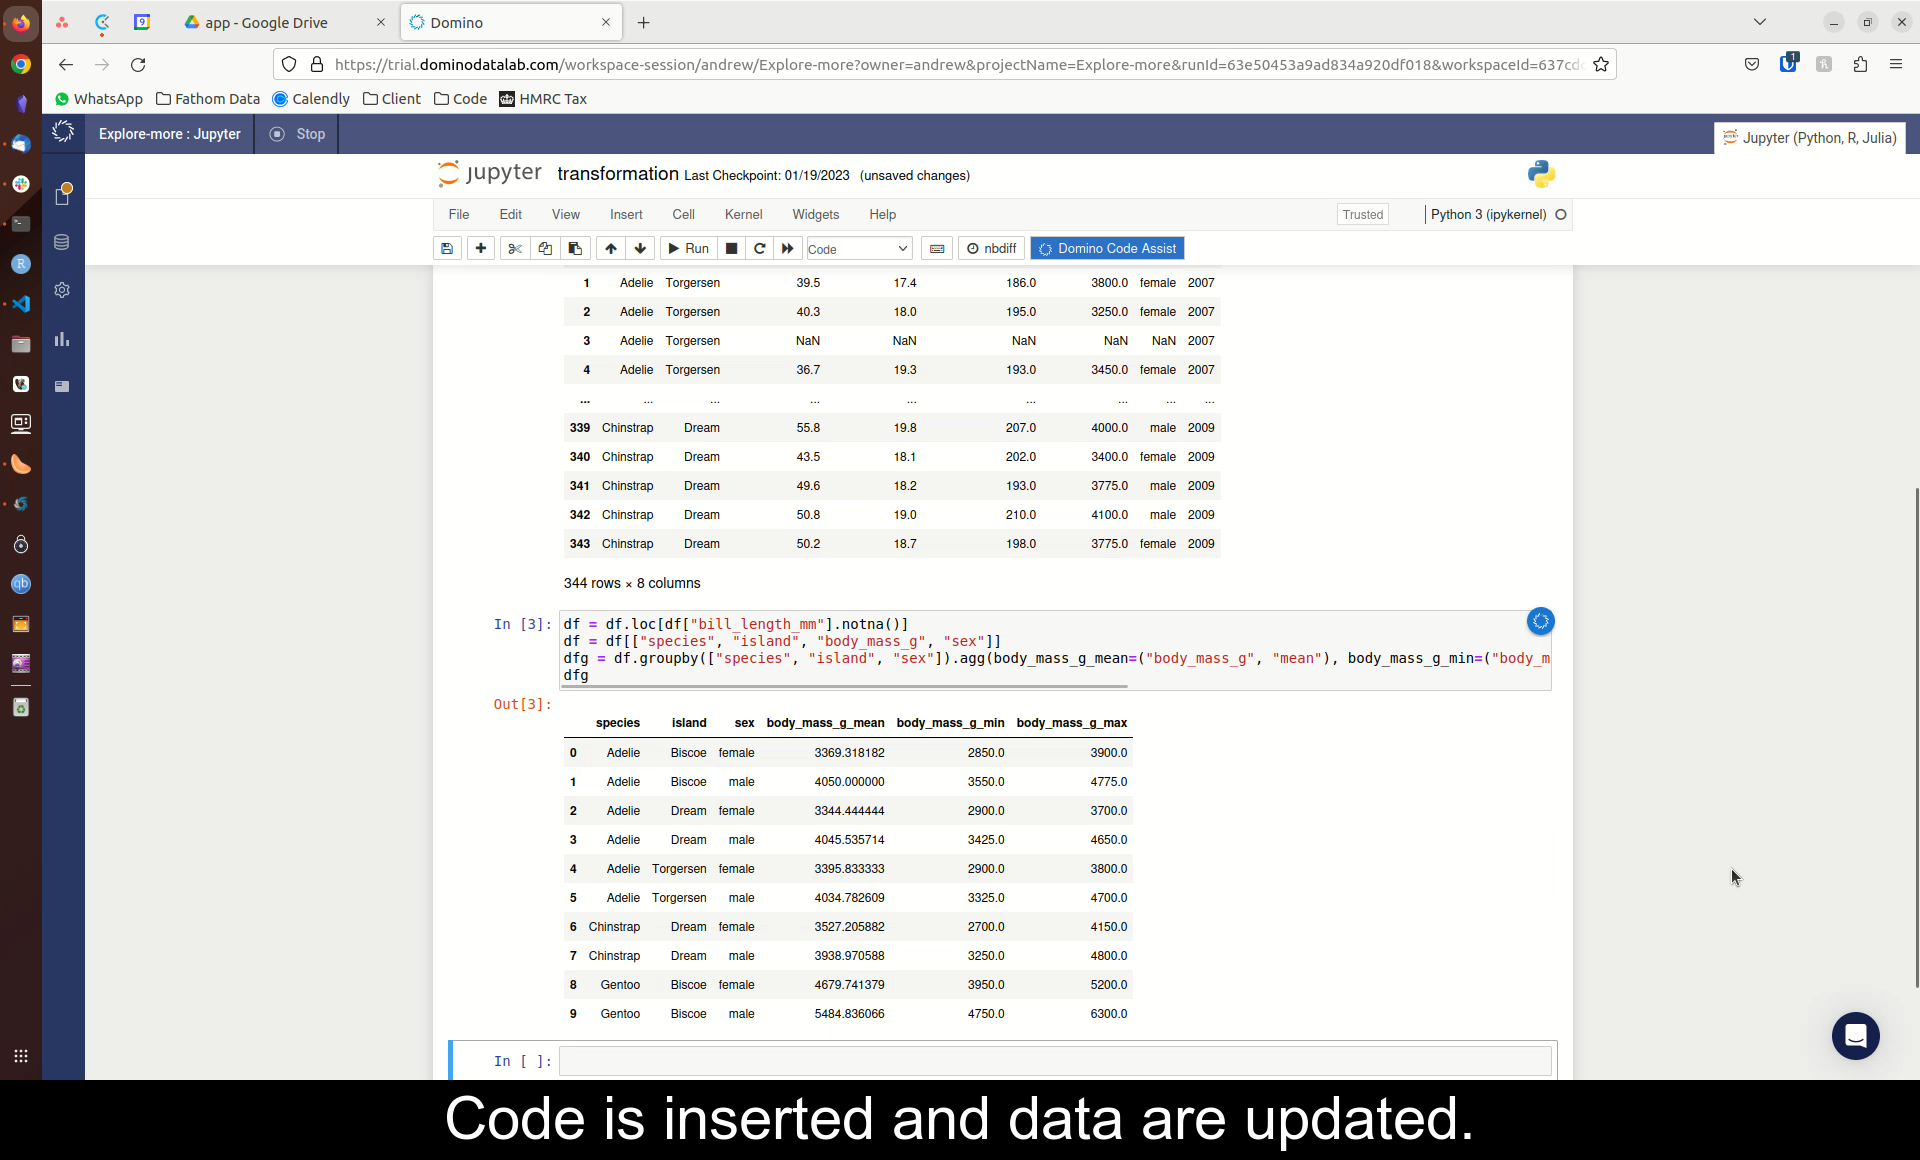 app - Google Drive
Domino
https://trial.dominodatalab.com/workspace-session/andrew/Explore-more?owner=andrew&projectName=Explore-more&runId=63e50453a9ad834a920df018&workspaceId=637cd
1
WhatsApp Fathom Data Calendly Client Code HMRC Tax
Explore-more : Jupyter Stop
Jupyter (Python, R, Julia)
jupyter transformation Last Checkpoint: 01/19/2023 (unsaved changes)
File Edit View Insert Cell Kernel Widgets Help Trusted Python 3 (ipykernel)
Run Code nbdiff Domino Code Assist
1 Adelie Torgersen 39.5 17.4 186.0 3800.0 female 2007
2 Adelie Torgersen 40.3 18.0 195.0 3250.0 female 2007
3 Adelie Torgersen NaN NaN NaN NaN NaN 2007
4 Adelie Torgersen 36.7 19.3 193.0 3450.0 female 2007
... ... ... ... ... ... ... ... ...
339 Chinstrap Dream 55.8 19.8 207.0 4000.0 male 2009
340 Chinstrap Dream 43.5 18.1 202.0 3400.0 female 2009
341 Chinstrap Dream 49.6 18.2 193.0 3775.0 male 2009
342 Chinstrap Dream 50.8 19.0 210.0 4100.0 male 2009
343 Chinstrap Dream 50.2 18.7 198.0 3775.0 female 2009
344 rows × 8 columns
In [3]: df = df.loc[df["bill_length_mm"].notna()]
df = df[["species", "island", "body_mass_g", "sex"]]
dfg = df.groupby(["species", "island", "sex"]).agg(body_mass_g_mean=("body_mass_g", "mean"), body_mass_g_min=("body_m
dfg
Out[3]:
species island sex body_mass_g_mean body_mass_g_min body_mass_g_max
0 Adelie Biscoe female 3369.318182 2850.0 3900.0
1 Adelie Biscoe male 4050.000000 3550.0 4775.0
2 Adelie Dream female 3344.444444 2900.0 3700.0
3 Adelie Dream male 4045.535714 3425.0 4650.0
4 Adelie Torgersen female 3395.833333 2900.0 3800.0
5 Adelie Torgersen male 4034.782609 3325.0 4700.0
6 Chinstrap Dream female 3527.205882 2700.0 4150.0
7 Chinstrap Dream male 3938.970588 3250.0 4800.0
8 Gentoo Biscoe female 4679.741379 3950.0 5200.0
9 Gentoo Biscoe male 5484.836066 4750.0 6300.0
In [ ]:
Code is inserted and data are updated.